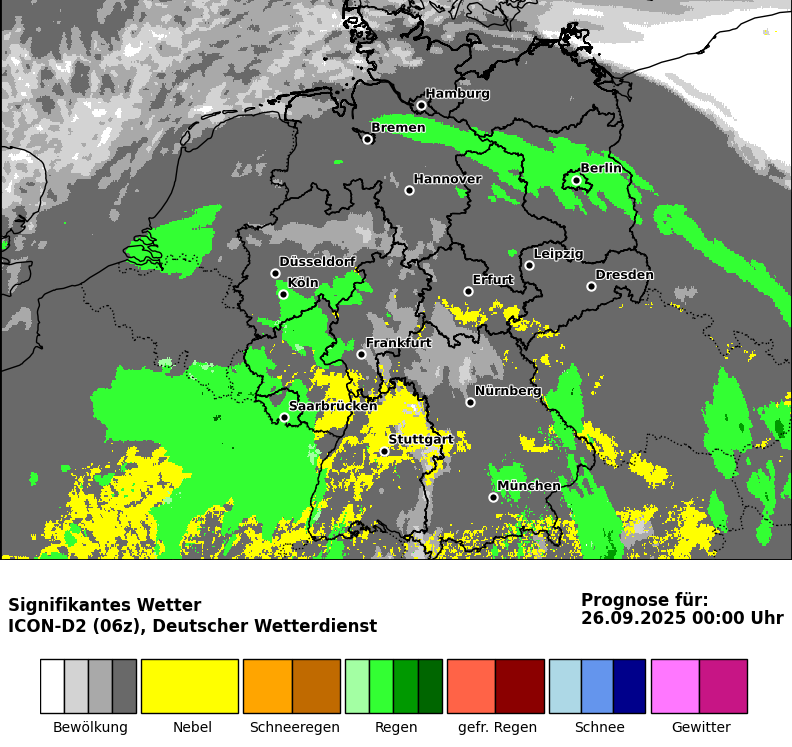 Hamburg
Bremen
Berlin
Hannover
Leipzig
Düsseldorf
Dresden
Köln
Erfurt
Frankfurt
Nürnberg
Saarbrücken
Stuttgart
München
Signifikantes Wetter
ICON-D2 (06z), Deutscher Wetterdienst
Prognose für:
26.09.2025 00:00 Uhr
Bewölkung
Nebel
Schneeregen
Regen
gefr. Regen
Schnee
Gewitter